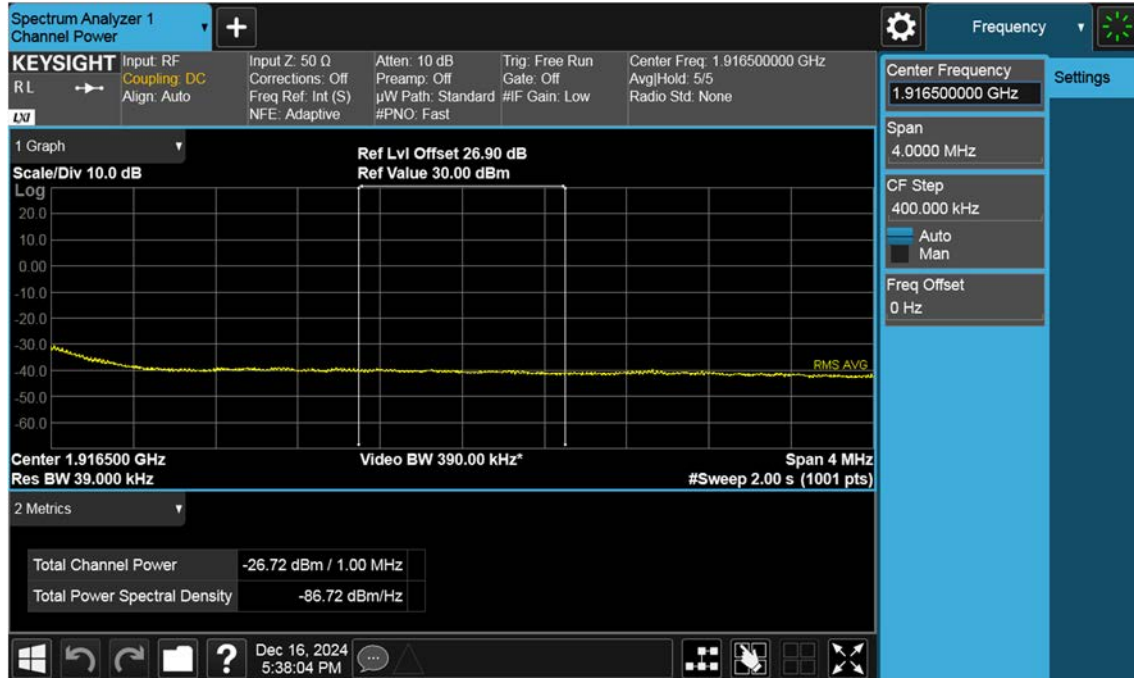 Spectrum Analyzer 1
Channel Power
Frequency
KEYSIGHT
RL
LXI
Input: RF
Coupling: DC
Align: Auto
Input Z: 50 Ω
Corrections: Off
Freq Ref: Int (S)
NFE: Adaptive
Atten: 10 dB
Preamp: Off
µW Path: Standard
#PNO: Fast
Trig: Free Run
Gate: Off
#IF Gain: Low
Center Freq: 1.916500000 GHz
Avg|Hold: 5/5
Radio Std: None
Center Frequency
1.916500000 GHz
Settings
Span
4.0000 MHz
CF Step
400.000 kHz
Auto
Man
Freq Offset
0 Hz
1 Graph
Scale/Div 10.0 dB
Ref Lvl Offset 26.90 dB
Ref Value 30.00 dBm
Log
20.0
10.0
0.00
-10.0
-20.0
-30.0
-40.0
-50.0
-60.0
RMS AVG
Center 1.916500 GHz
Video BW 390.00 kHz*
Span 4 MHz
Res BW 39.000 kHz
#Sweep 2.00 s (1001 pts)
2 Metrics
Total Channel Power -26.72 dBm / 1.00 MHz
Total Power Spectral Density -86.72 dBm/Hz
?
Dec 16, 2024
5:38:04 PM